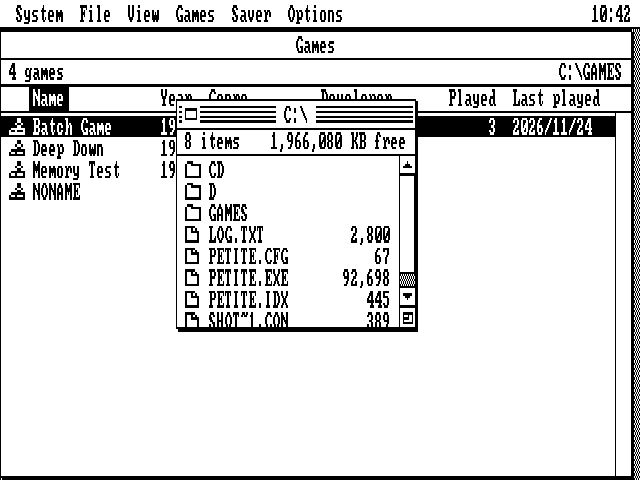 System File View Games Saver Options 10:42
Games
4 games C:\GAMES
Name Played Last played
Batch Game 19 3 2026/11/24
Deep Down 19
Memory Test 19
NONAME
C:\
8 items 1,966,080 KB free
CD
D
GAMES
LOG.TXT 2,800
PETITE.CFG 67
PETITE.EXE 92,698
PETITE.IDX 445
SHOT~1.CON 389